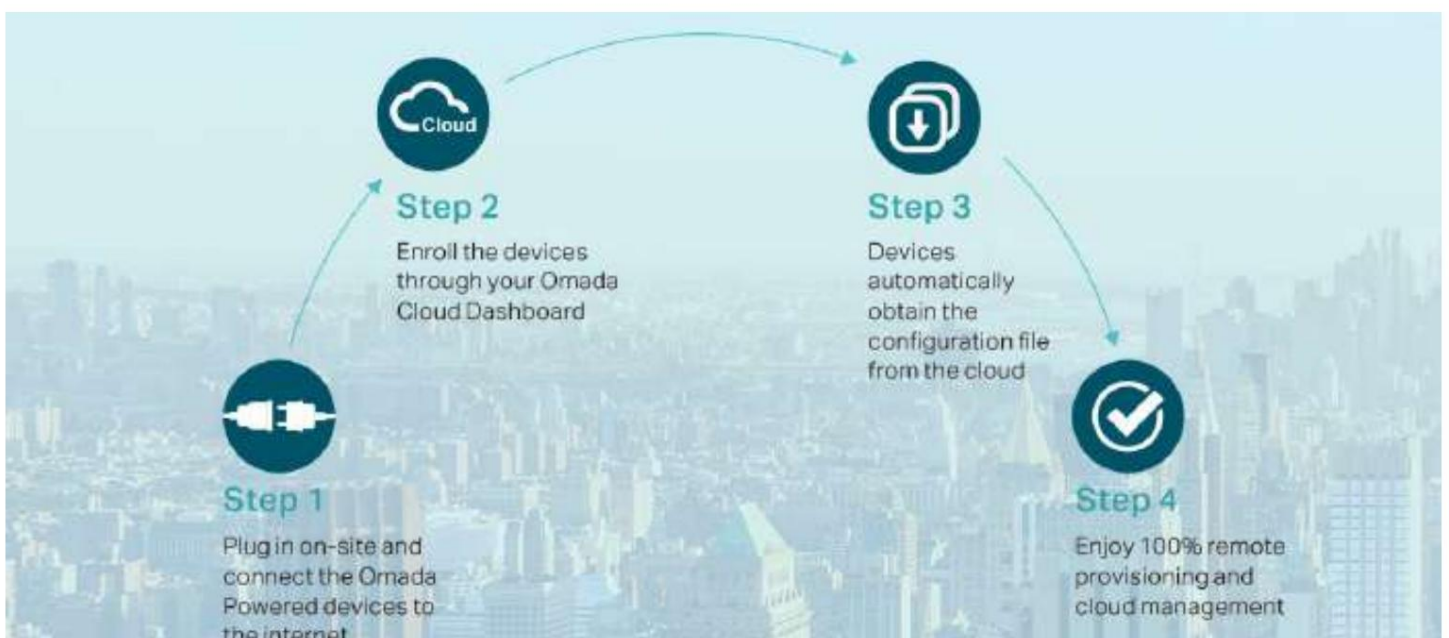 Cloud
Step 2
Enroll the devices
through your Omada
Cloud Dashboard
Step 3
Devices
automatically
obtain the
configuration file
from the cloud
Step 1
Plug in on-site and
connect the Omada
Powered devices to
the internet
Step 4
Enjoy 100% remote
provisioning and
cloud management